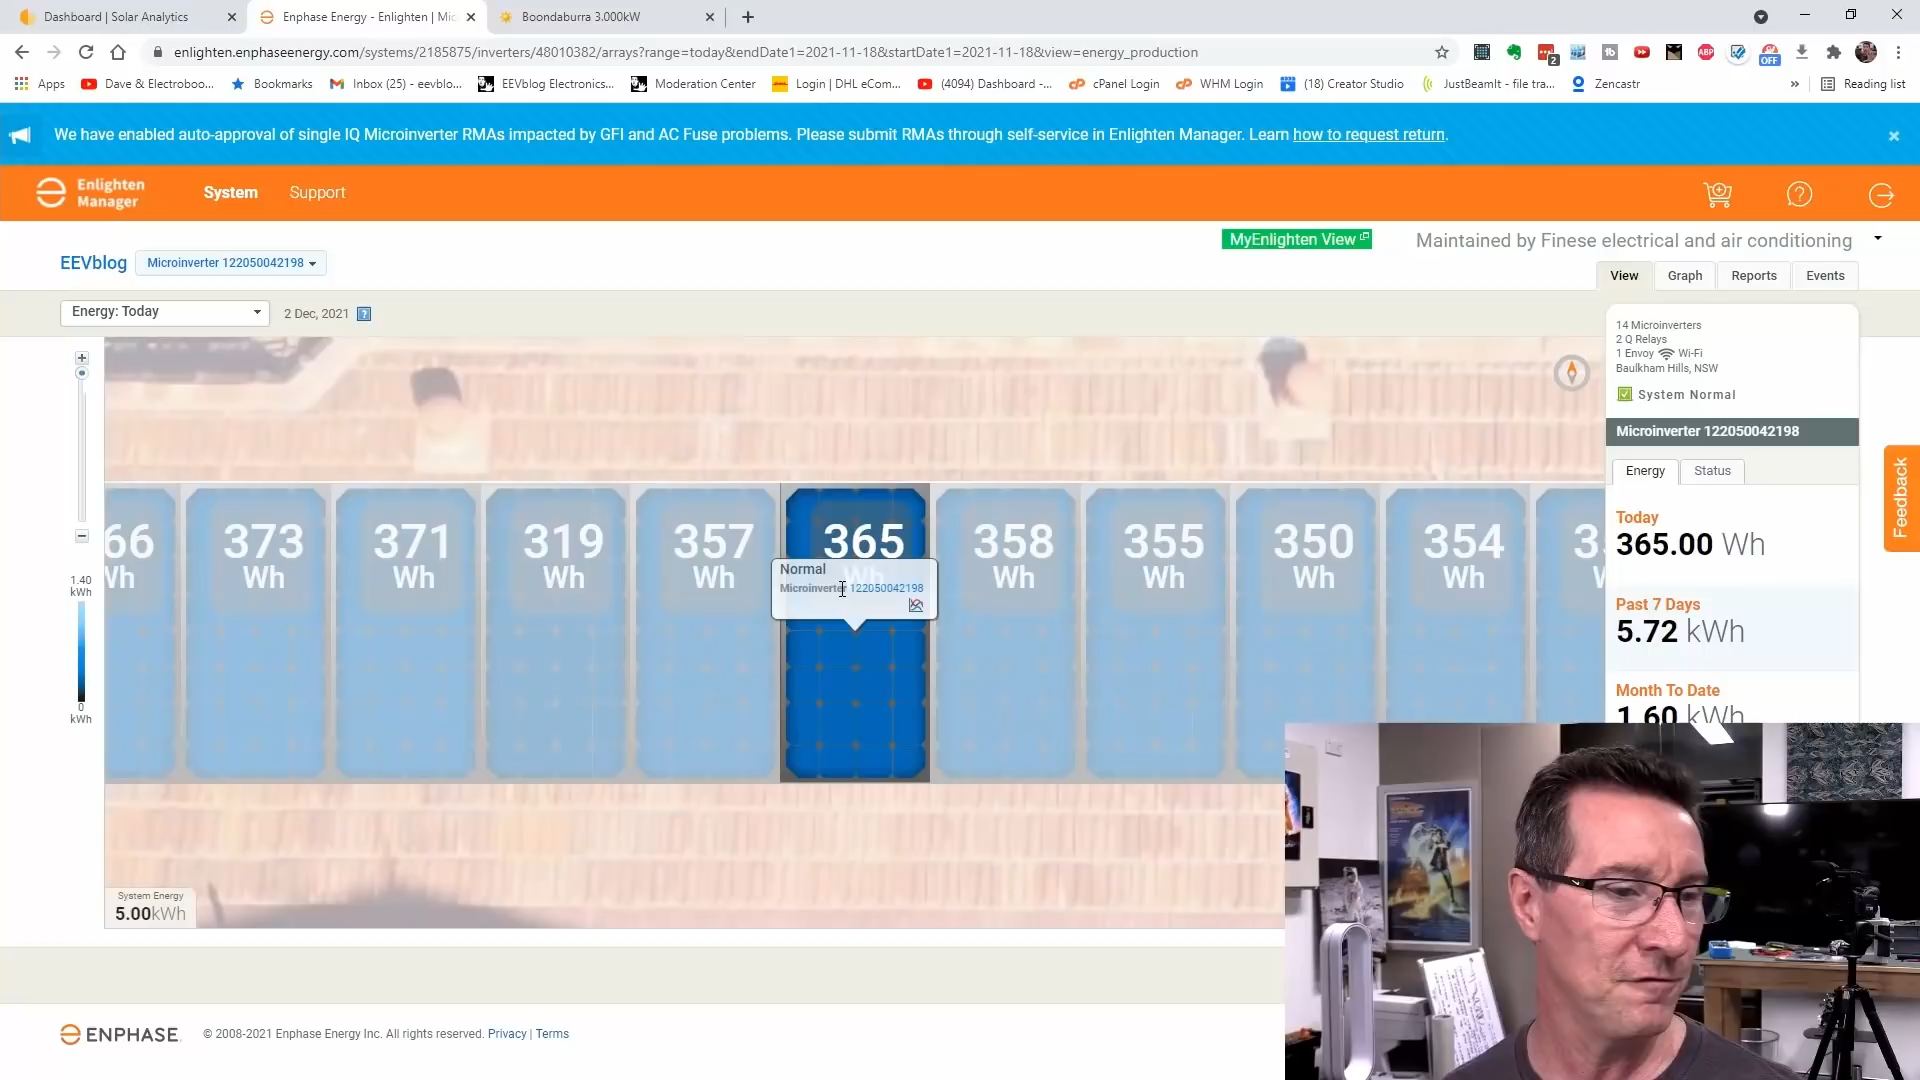 Dashboard | Solar Analytics
Enphase Energy - Enlighten | Mic
Boondaburra 3.000kW
enlighten.enphaseenergy.com/systems/2185875/inverters/48010382/arrays?range=today&endDate1=2021-11-18&startDate1=2021-11-18&view=energy_production
Apps
Dave & Electroboo...
Bookmarks
Inbox (25) - eevblo...
EEVblog Electronics...
Moderation Center
Login | DHL eCom...
(4094) Dashboard -...
cPanel Login
WHM Login
(18) Creator Studio
JustBeamIt - file tra...
Zencastr
»
Reading list
2
ABP
OFF
We have enabled auto-approval of single IQ Microinverter RMAs impacted by GFI and AC Fuse problems. Please submit RMAs through self-service in Enlighten Manager. Learn how to request return.
Enlighten
Manager
System
Support
MyEnlighten View
Maintained by Finese electrical and air conditioning
EEVblog
Microinverter 122050042198
View
Graph
Reports
Events
Energy: Today
2 Dec, 2021
14 Microinverters
2 Q Relays
1 Envoy Wi-Fi
Baulkham Hills, NSW
System Normal
Microinverter 122050042198
Energy
Status
Today
365.00 Wh
Past 7 Days
5.72 kWh
Month To Date
1.60 kWh
Feedback
1.40
kWh
0
kWh
66
Wh
373
Wh
371
Wh
319
Wh
357
Wh
365
358
Wh
355
Wh
350
Wh
354
Wh
Normal
Microinverter 122050042198
System Energy
5.00kWh
ENPHASE
© 2008-2021 Enphase Energy Inc. All rights reserved. Privacy | Terms